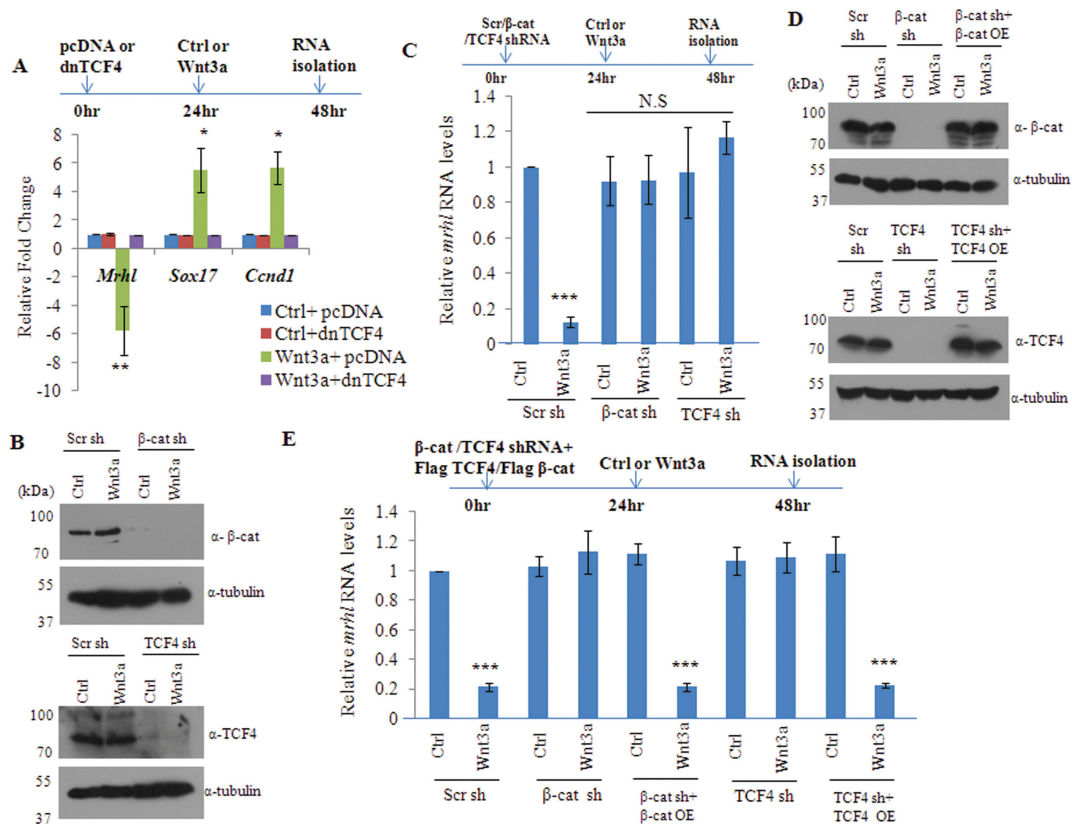 A
pcDNA or
dnTCF4
Ctrl or
Wnt3a
RNA
isolation
0hr 24hr 48hr
Relative Fold Change
8
6
4
2
0
-2
-4
-6
-8
-10
* *
**
Mrhl Sox17 Ccnd1
Ctrl+ pcDNA
Ctrl+dnTCF4
Wnt3a+ pcDNA
Wnt3a+dnTCF4
B
Scr sh β-cat sh
Ctrl Wnt3a Ctrl Wnt3a
(kDa)
100
70
α- β-cat
55
37
α-tubulin
Scr sh TCF4 sh
Ctrl Wnt3a Ctrl Wnt3a
100
70
α-TCF4
55
37
α-tubulin
C
Scr/β-cat
/TCF4 shRNA
Ctrl or
Wnt3a
RNA
isolation
0hr 24hr 48hr
Relative mrhl RNA levels
1.4
1.2
1
0.8
0.6
0.4
0.2
0
N.S
***
Ctrl Wnt3a Ctrl Wnt3a Ctrl Wnt3a
Scr sh β-cat sh TCF4 sh
D
Scr
sh
β-cat
sh
β-cat sh+
β-cat OE
Ctrl Wnt3a Ctrl Wnt3a Ctrl Wnt3a
(kDa)
100
70
α- β-cat
55
37
α-tubulin
Scr
sh
TCF4
sh
TCF4 sh+
TCF4 OE
Ctrl Wnt3a Ctrl Wnt3a Ctrl Wnt3a
100
70
α-TCF4
55
37
α-tubulin
E
β-cat /TCF4 shRNA+
Flag TCF4/Flag β-cat
Ctrl or Wnt3a
RNA isolation
0hr 24hr 48hr
Relative mrhl RNA levels
1.4
1.2
1
0.8
0.6
0.4
0.2
0
*** *** ***
Ctrl Wnt3a Ctrl Wnt3a Ctrl Wnt3a Ctrl Wnt3a Ctrl Wnt3a
Scr sh
β-cat sh
β-cat sh+
β-cat OE
TCF4 sh
TCF4 sh+
TCF4 OE